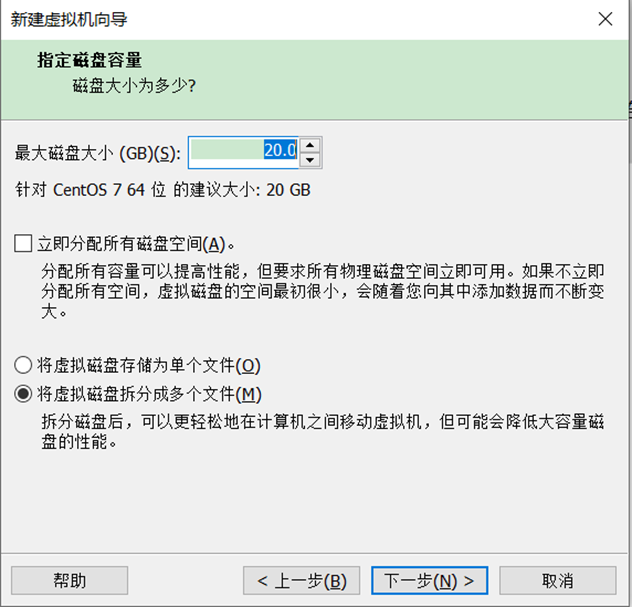 新建虚拟机向导
指定磁盘容量
磁盘大小为多少?
最大磁盘大小 (GB)(S): 20.0
针对 CentOS 7 64 位 的建议大小: 20 GB
立即分配所有磁盘空间(A)。
分配所有容量可以提高性能，但要求所有物理磁盘空间立即可用。如果不立即
分配所有空间，虚拟磁盘的空间最初很小，会随着您向其中添加数据而不断变
大。
将虚拟磁盘存储为单个文件(O)
将虚拟磁盘拆分成多个文件(M)
拆分磁盘后，可以更轻松地在计算机之间移动虚拟机，但可能会降低大容量磁
盘的性能。
帮助 < 上一步(B) 下一步(N) > 取消